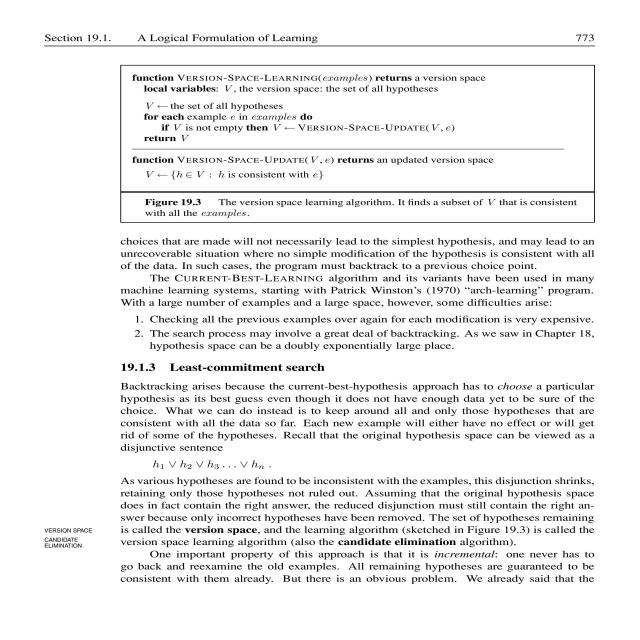 Section 19.1. A Logical Formulation of Learning 773
function VERSION-SPACE-LEARNING(examples) returns a version space
local variables: V, the version space: the set of all hypotheses
V ← the set of all hypotheses
for each example e in examples do
if V is not empty then V ← VERSION-SPACE-UPDATE(V, e)
return V
function VERSION-SPACE-UPDATE(V, e) returns an updated version space
V ← {h ∈ V : h is consistent with e}
Figure 19.3 The version space learning algorithm. It finds a subset of V that is consistent
with all the examples.
choices that are made will not necessarily lead to the simplest hypothesis, and may lead to an
unrecoverable situation where no simple modification of the hypothesis is consistent with all
of the data. In such cases, the program must backtrack to a previous choice point.
The CURRENT-BEST-LEARNING algorithm and its variants have been used in many
machine learning systems, starting with Patrick Winston's (1970) "arch-learning" program.
With a large number of examples and a large space, however, some difficulties arise:
1. Checking all the previous examples over again for each modification is very expensive.
2. The search process may involve a great deal of backtracking. As we saw in Chapter 18,
hypothesis space can be a doubly exponentially large place.
19.1.3 Least-commitment search
Backtracking arises because the current-best-hypothesis approach has to choose a particular
hypothesis as its best guess even though it does not have enough data yet to be sure of the
choice. What we can do instead is to keep around all and only those hypotheses that are
consistent with all the data so far. Each new example will either have no effect or will get
rid of some of the hypotheses. Recall that the original hypothesis space can be viewed as a
disjunctive sentence
h₁ ∨ h₂ ∨ h₃ . . . ∨ hₙ .
As various hypotheses are found to be inconsistent with the examples, this disjunction shrinks,
retaining only those hypotheses not ruled out. Assuming that the original hypothesis space
does in fact contain the right answer, the reduced disjunction must still contain the right an-
swer because only incorrect hypotheses have been removed. The set of hypotheses remaining
VERSION SPACE
is called the version space, and the learning algorithm (sketched in Figure 19.3) is called the
CANDIDATE
ELIMINATION
version space learning algorithm (also the candidate elimination algorithm).
One important property of this approach is that it is incremental: one never has to
go back and reexamine the old examples. All remaining hypotheses are guaranteed to be
consistent with them already. But there is an obvious problem. We already said that the